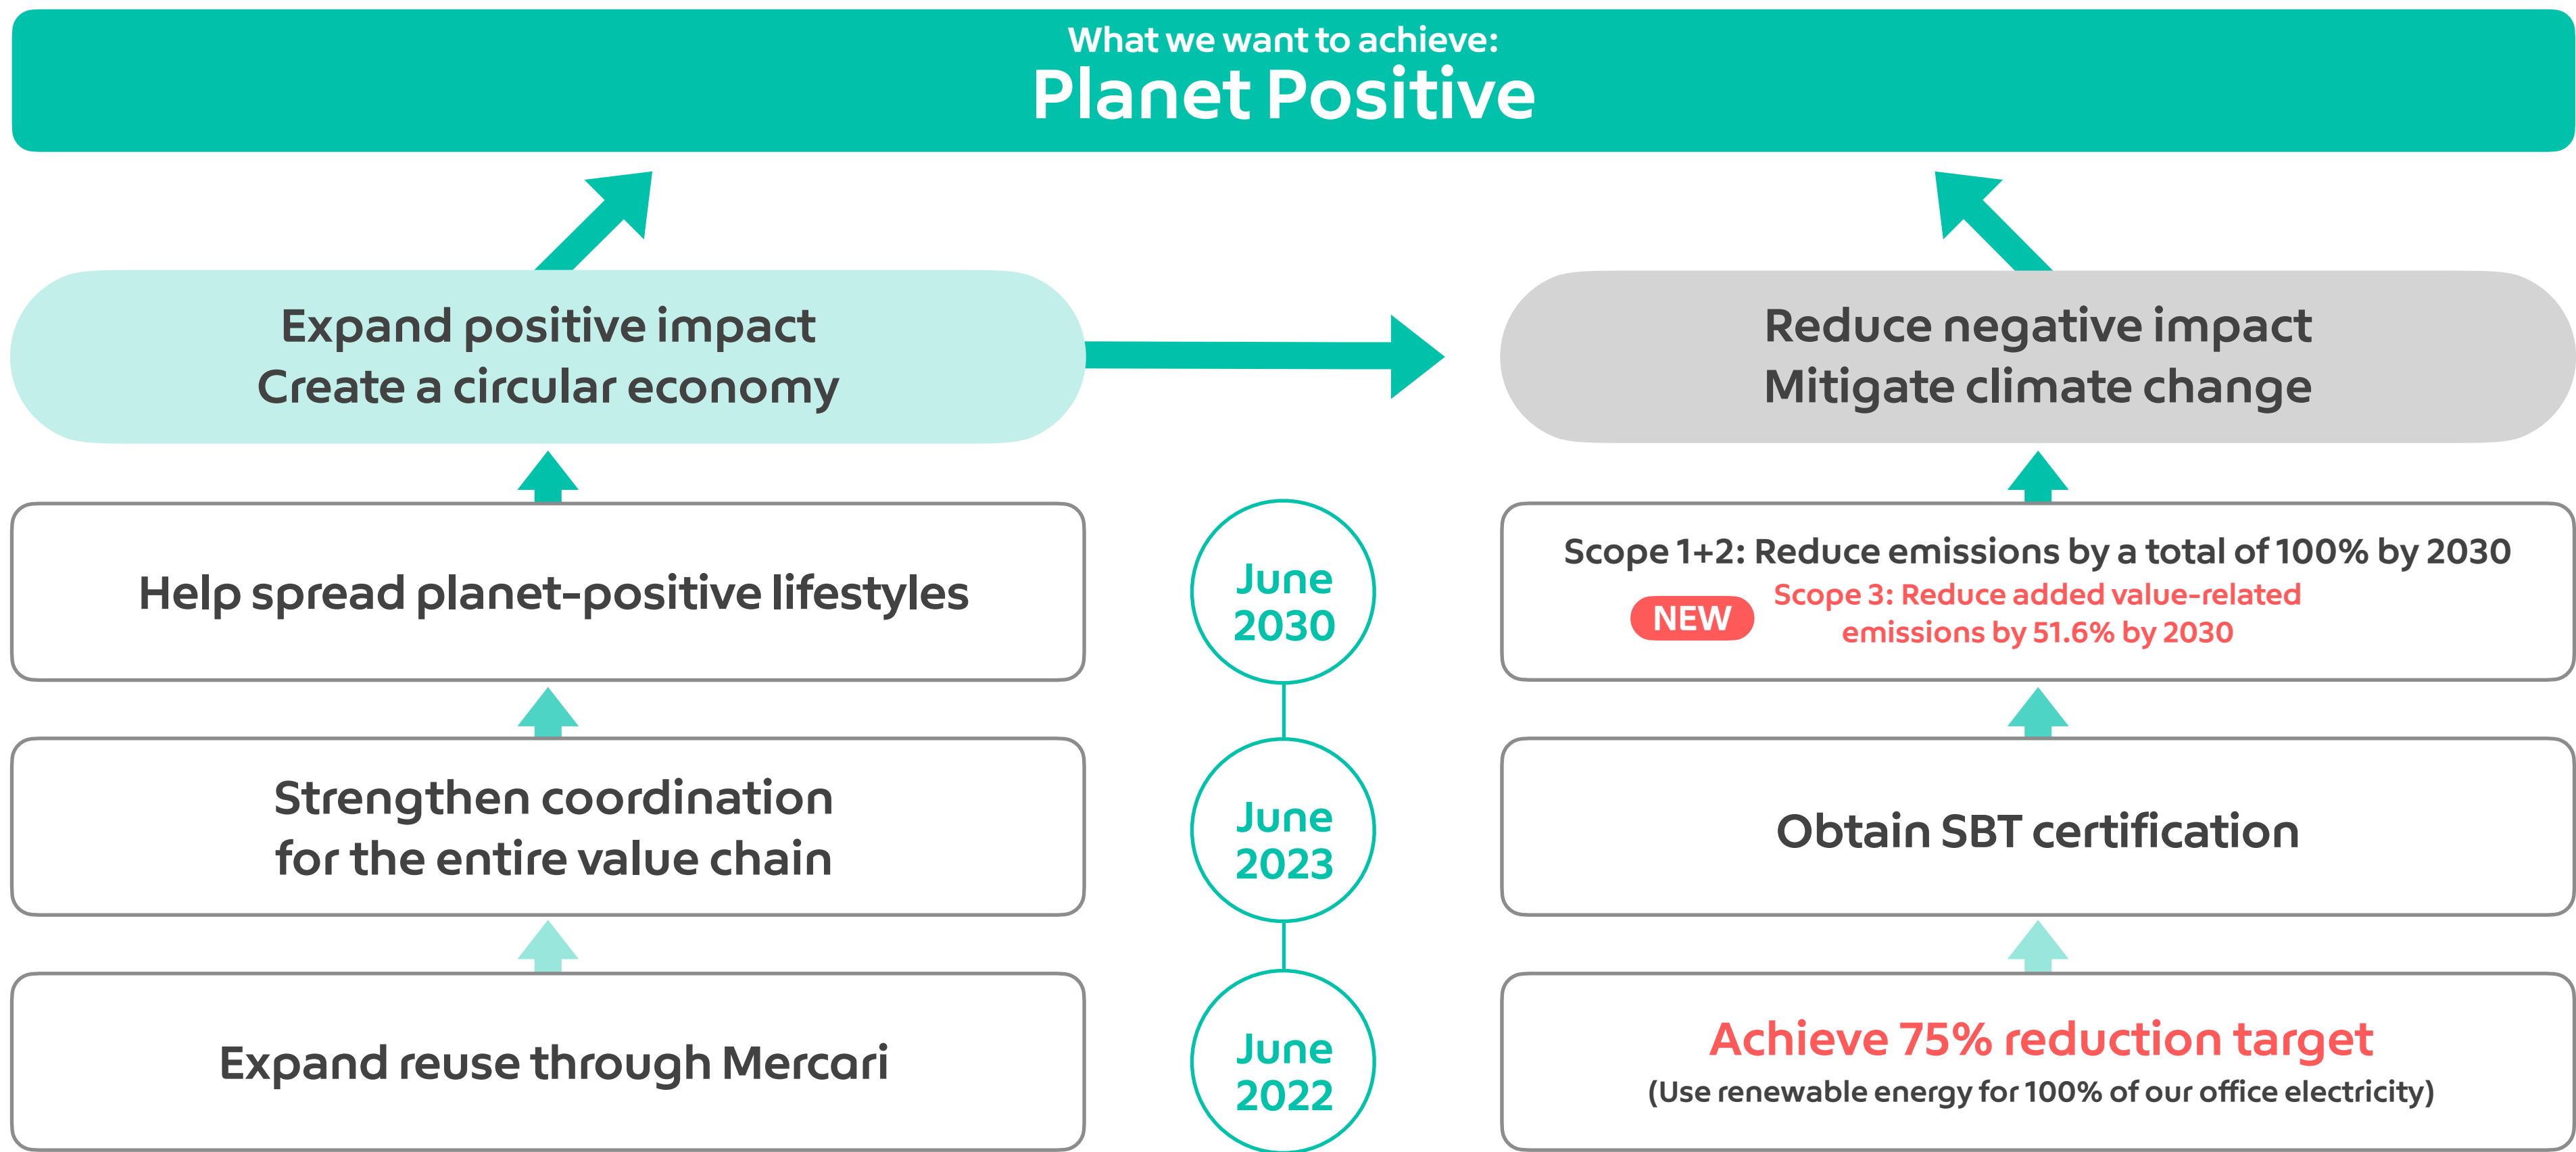 What we want to achieve:
Planet Positive
Expand positive impact
Create a circular economy
Reduce negative impact
Mitigate climate change
Help spread planet-positive lifestyles
June
2030
Scope 1+2: Reduce emissions by a total of 100% by 2030
NEW
Scope 3: Reduce added value-related
emissions by 51.6% by 2030
Strengthen coordination
for the entire value chain
June
2023
Obtain SBT certification
Expand reuse through Mercari
June
2022
Achieve 75% reduction target
(Use renewable energy for 100% of our office electricity)